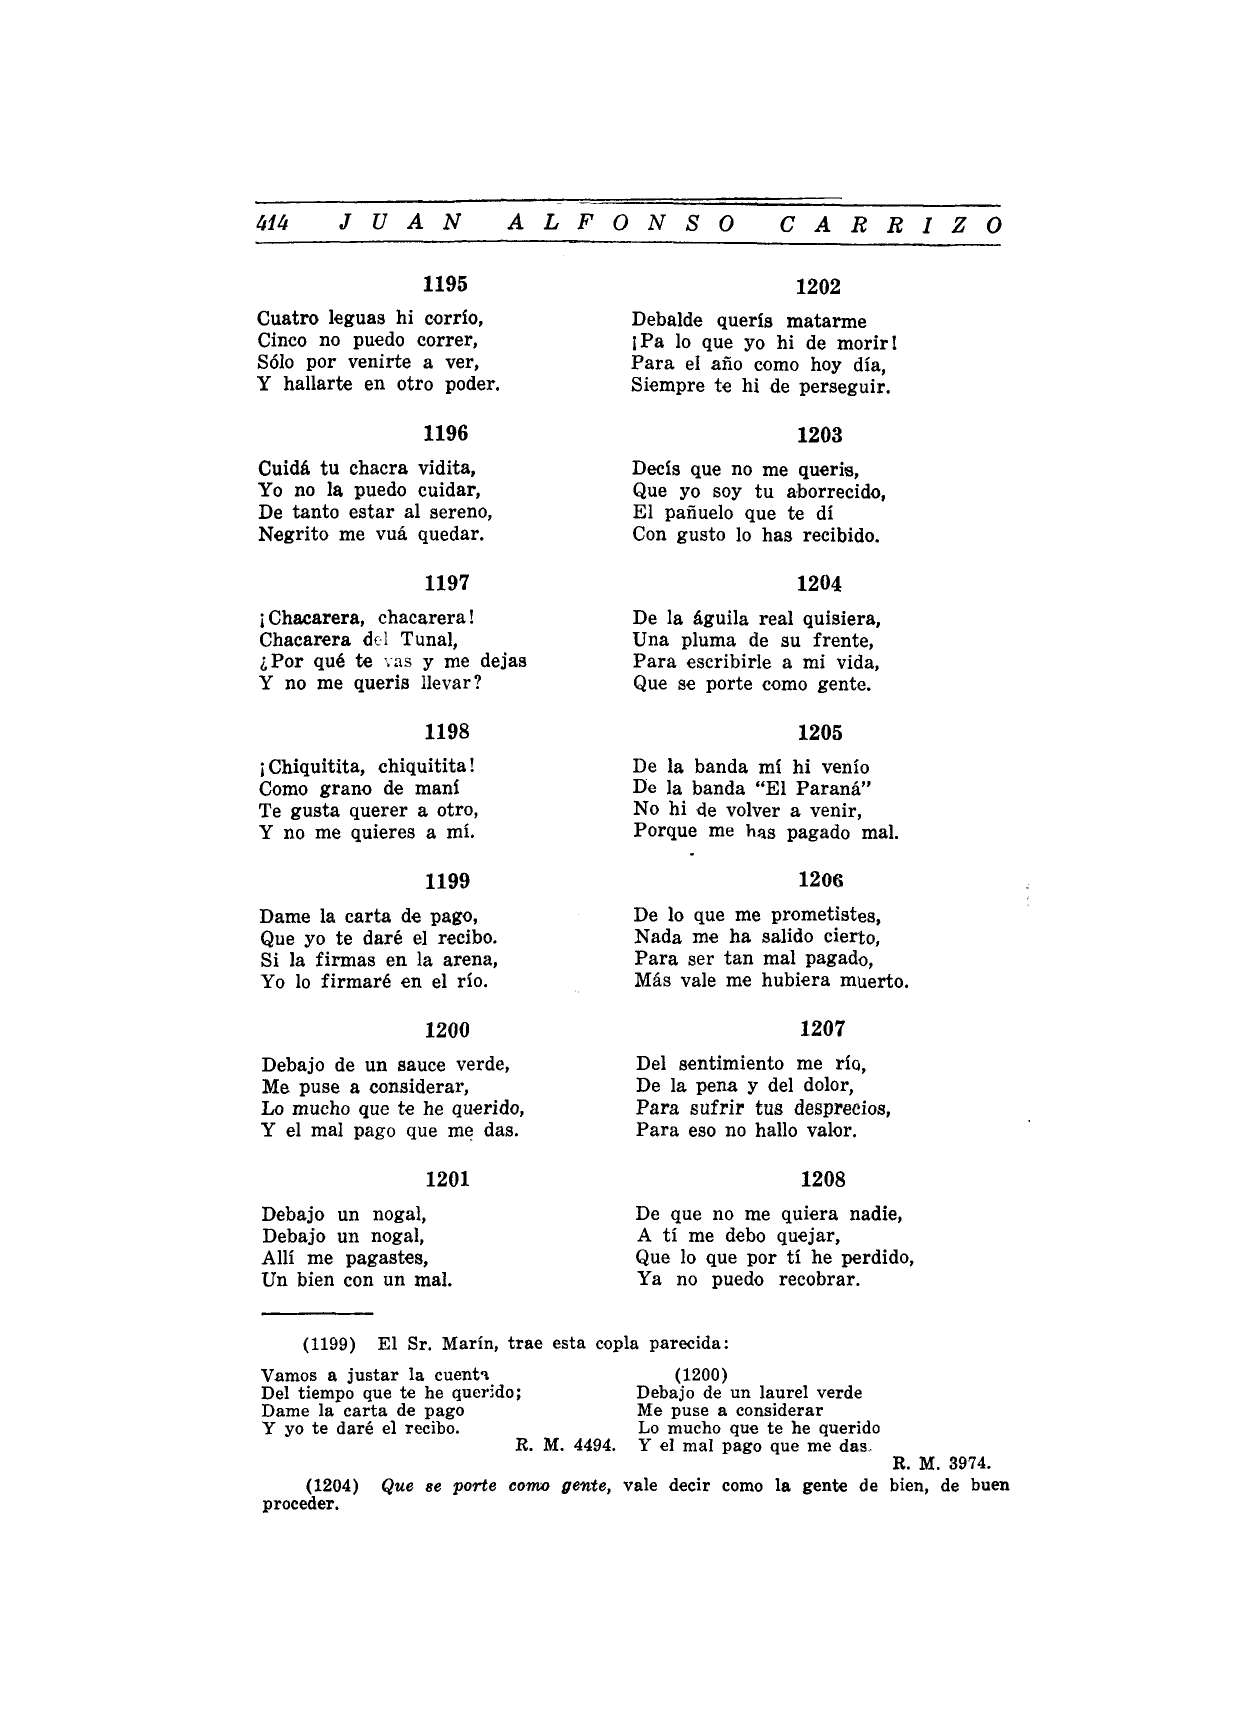 414 JUAN ALFONSO CARRIZO
1195
Cuatro leguas hi corrío,
Cinco no puedo correr,
Sólo por venirte a ver,
Y hallarte en otro poder.
1196
Cuidá tu chacra vidita,
Yo no la puedo cuidar,
De tanto estar al sereno,
Negrito me vuá quedar.
1197
¡Chacarera, chacarera!
Chacarera del Tunal,
¿Por qué te vas y me dejas
Y no me queris llevar?
1198
¡Chiquitita, chiquitita!
Como grano de maní
Te gusta querer a otro,
Y no me quieres a mí.
1199
Dame la carta de pago,
Que yo te daré el recibo.
Si la firmas en la arena,
Yo lo firmaré en el río.
1200
Debajo de un sauce verde,
Me puse a considerar,
Lo mucho que te he querido,
Y el mal pago que me das.
1201
Debajo un nogal,
Debajo un nogal,
Allí me pagastes,
Un bien con un mal.
1202
Debalde querís matarme
¡Pa lo que yo hi de morir!
Para el año como hoy día,
Siempre te hi de perseguir.
1203
Decís que no me queris,
Que yo soy tu aborrecido,
El pañuelo que te dí
Con gusto lo has recibido.
1204
De la águila real quisiera,
Una pluma de su frente,
Para escribirle a mi vida,
Que se porte como gente.
1205
De la banda mí hi venío
De la banda “El Paraná”
No hi de volver a venir,
Porque me has pagado mal.
1206
De lo que me prometistes,
Nada me ha salido cierto,
Para ser tan mal pagado,
Más vale me hubiera muerto.
1207
Del sentimiento me río,
De la pena y del dolor,
Para sufrir tus desprecios,
Para eso no hallo valor.
1208
De que no me quiera nadie,
A tí me debo quejar,
Que lo que por tí he perdido,
Ya no puedo recobrar.
(1199) El Sr. Marín, trae esta copla parecida:
Vamos a justar la cuenta
Del tiempo que te he querido;
Dame la carta de pago
Y yo te daré el recibo.
R. M. 4494.
(1200)
Debajo de un laurel verde
Me puse a considerar
Lo mucho que te he querido
Y el mal pago que me das.
R. M. 3974.
(1204) Que se porte como gente, vale decir como la gente de bien, de buen
proceder.